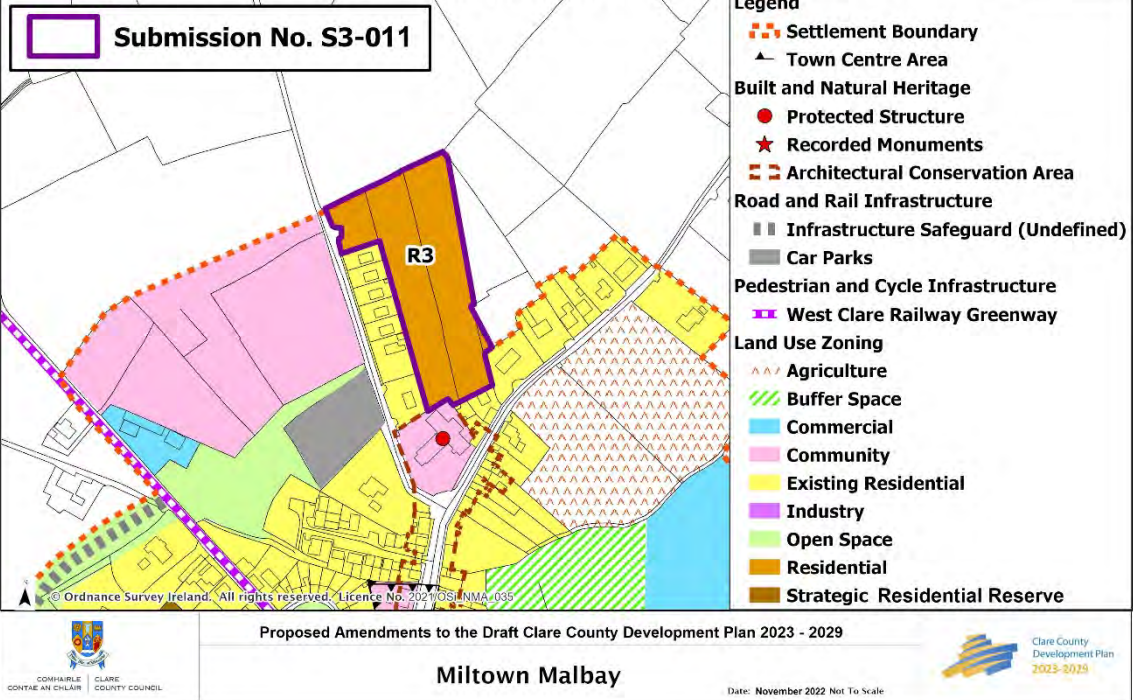 Submission No. S3-011
R3
© Ordnance Survey Ireland. All rights reserved. Licence No. 2021/OSi_NMA_035
Legend
Settlement Boundary
Town Centre Area
Built and Natural Heritage
Protected Structure
Recorded Monuments
Architectural Conservation Area
Road and Rail Infrastructure
Infrastructure Safeguard (Undefined)
Car Parks
Pedestrian and Cycle Infrastructure
West Clare Railway Greenway
Land Use Zoning
Agriculture
Buffer Space
Commercial
Community
Existing Residential
Industry
Open Space
Residential
Strategic Residential Reserve
COMHAIRLE
CONTAE AN CHLÁIR
CLARE
COUNTY COUNCIL
Proposed Amendments to the Draft Clare County Development Plan 2023 - 2029
Miltown Malbay
Date: November 2022 Not To Scale
Clare County
Development Plan
2023-2029